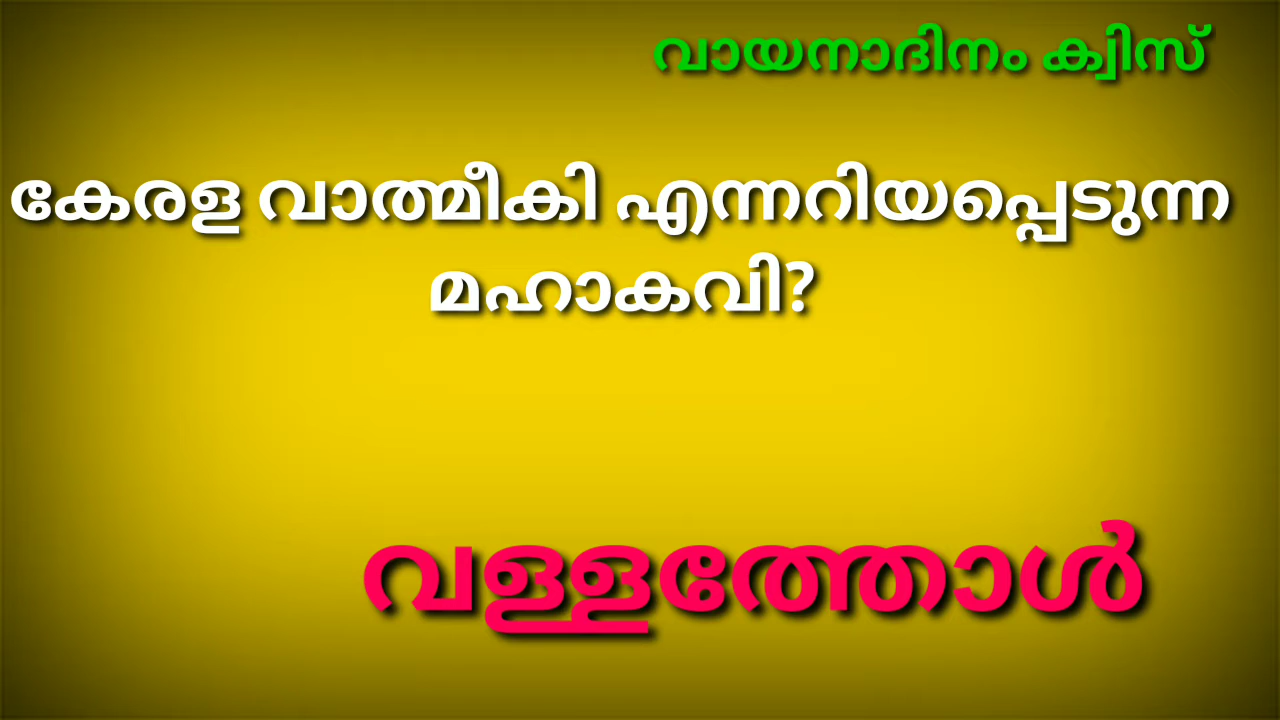 വായനാദിനം ക്വിസ്
കേരള വാത്മീകി എന്നറിയപ്പെടുന്ന
മഹാകവി?
വള്ളത്തോൾ